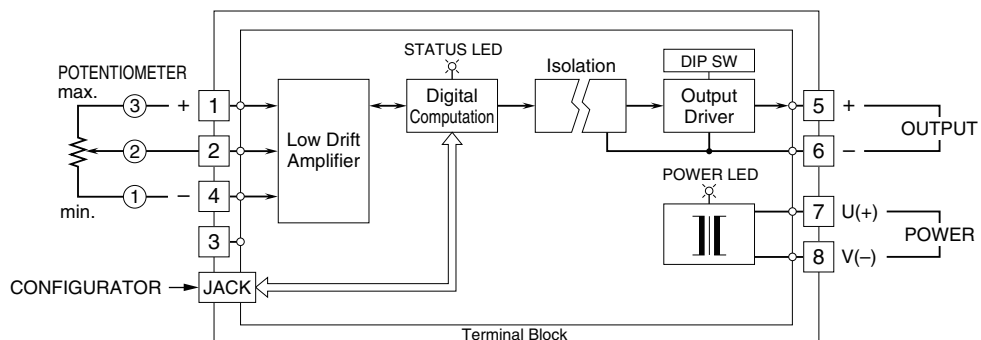 STATUS LED
Isolation
DIP SW
POTENTIOMETER
max.
3
+
1
Low Drift
Amplifier
Digital
Computation
Output
Driver
5
+
OUTPUT
2
2
6
–
1
–
4
min.
3
POWER LED
7
U(+)
POWER
8
V(–)
CONFIGURATOR
JACK
Terminal Block